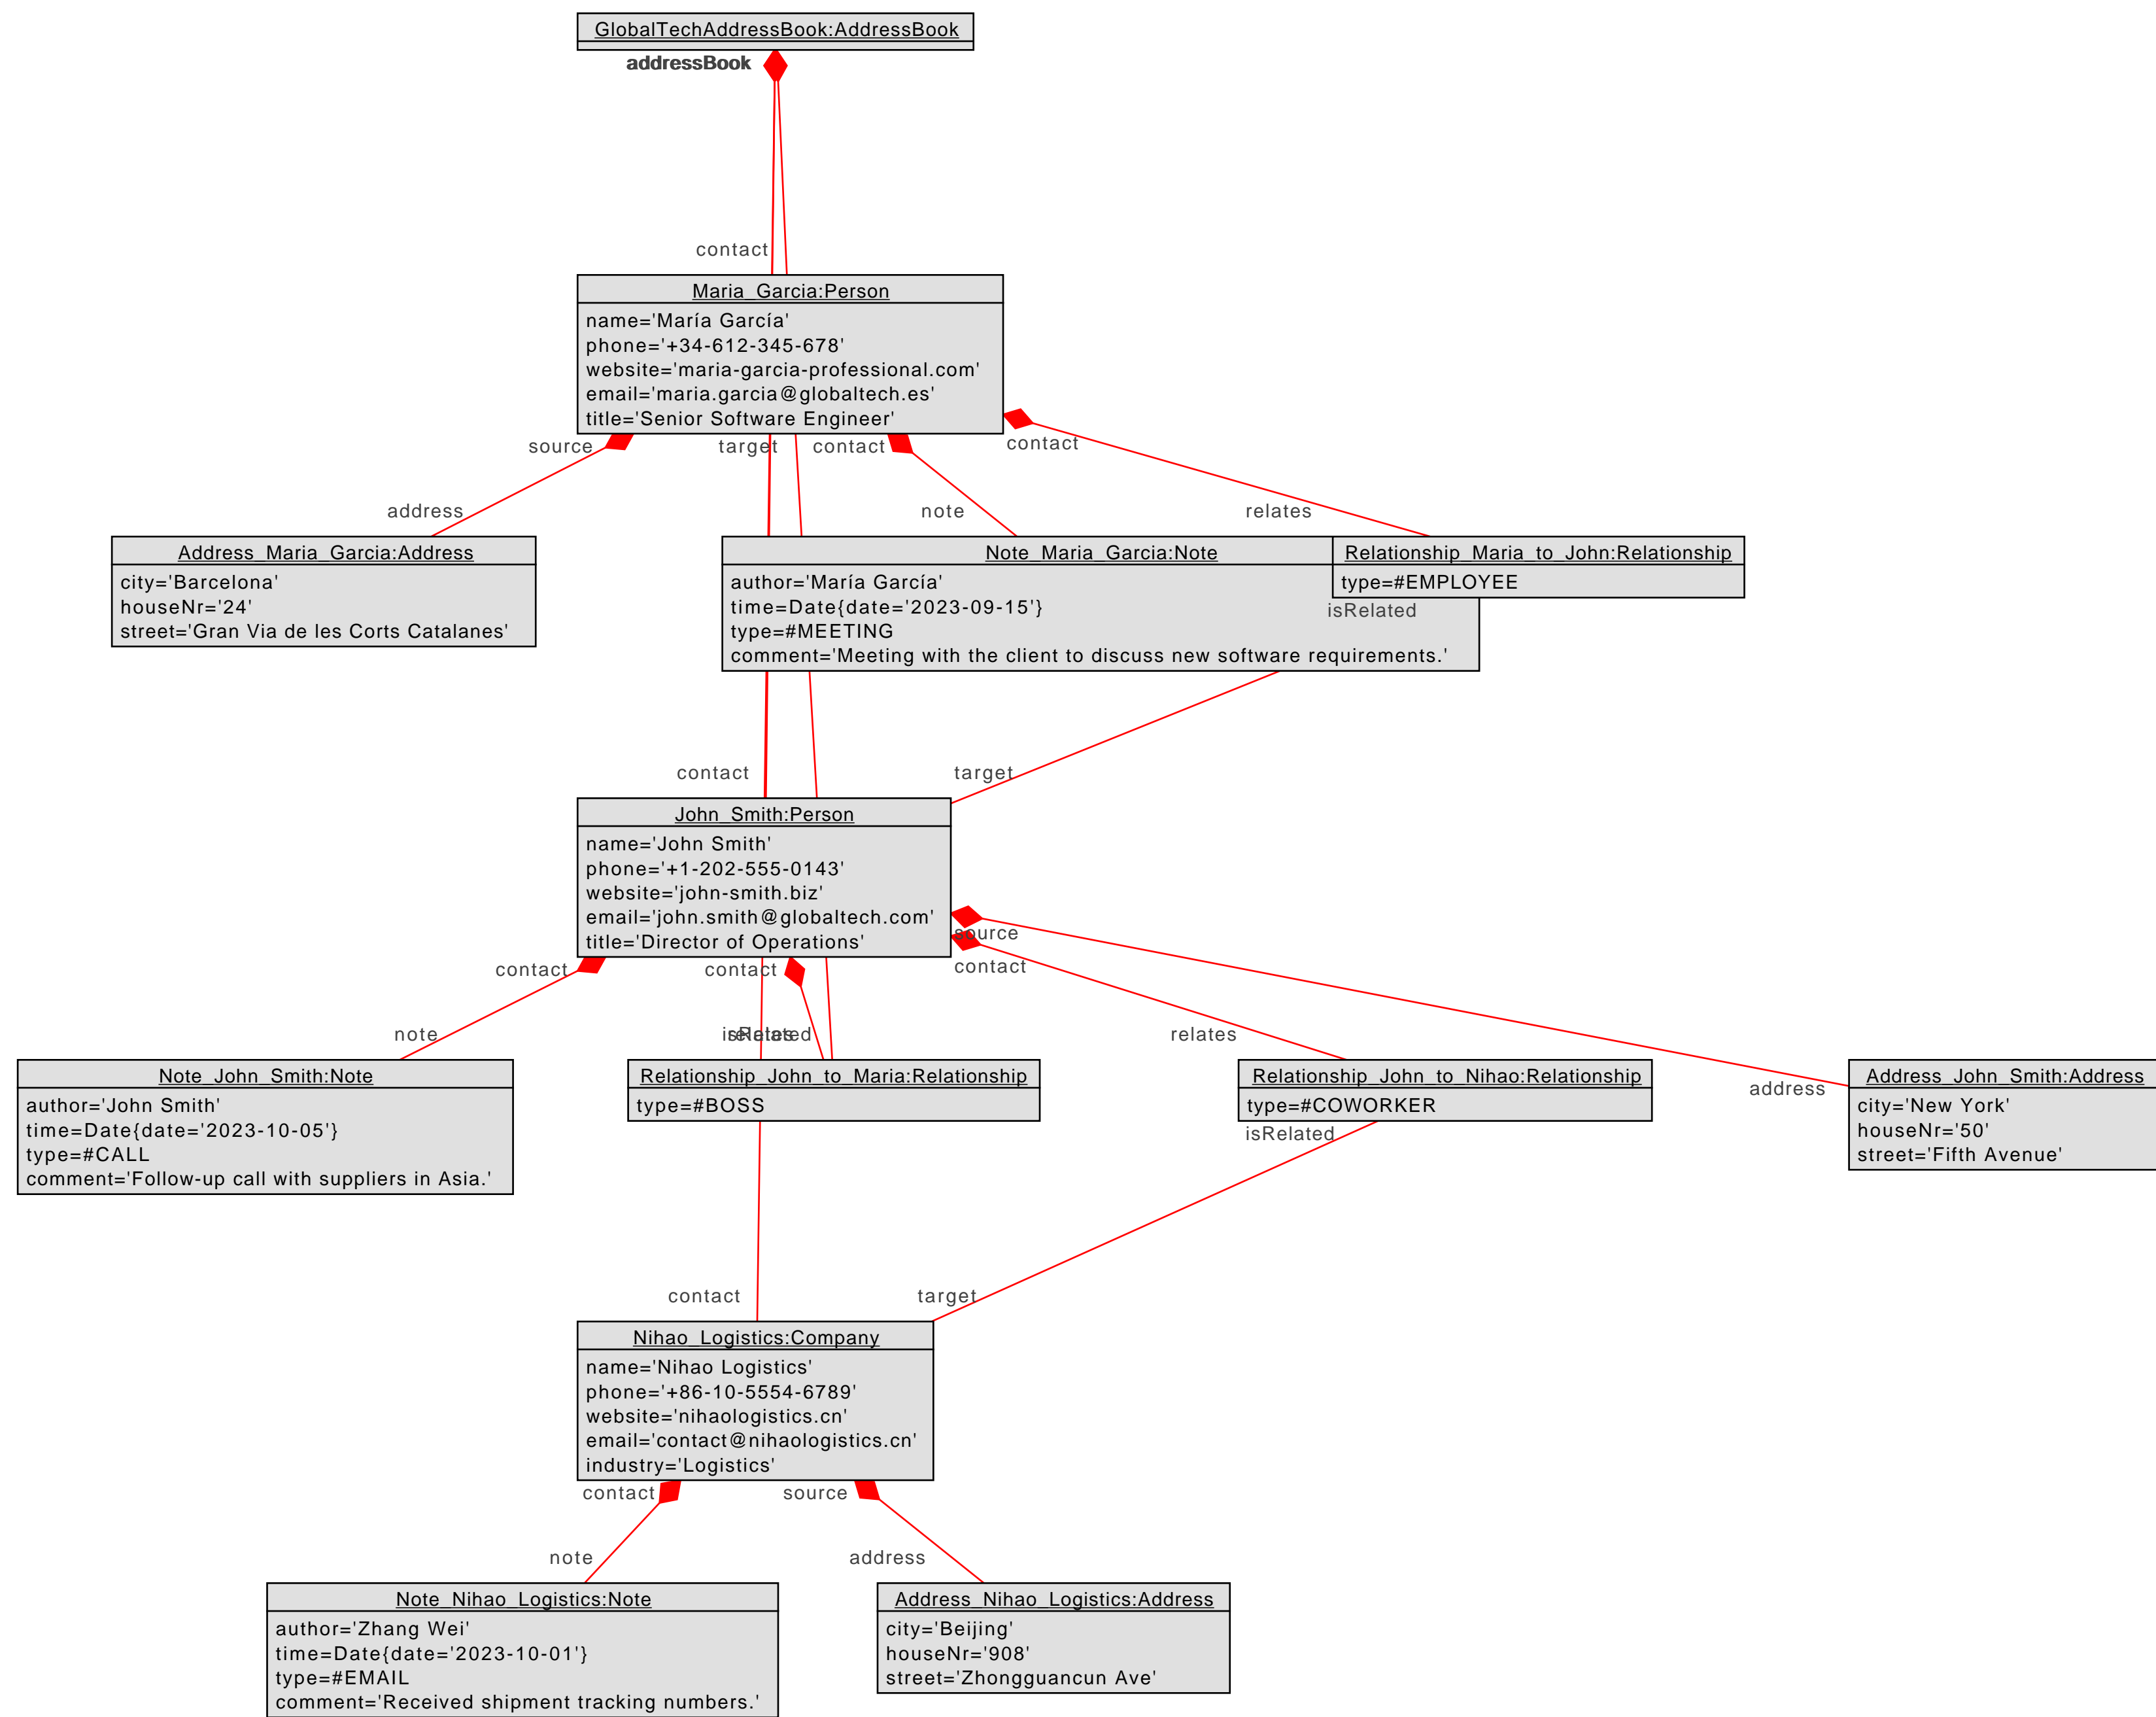 GlobalTechAddressBook:AddressBook
addressBook
contact
Maria_Garcia:Person
name='María García'
phone='+34-612-345-678'
website='maria-garcia-professional.com'
email='maria.garcia@globaltech.es'
title='Senior Software Engineer'
source
target
contact
contact
address
note
relates
Address_Maria_Garcia:Address
city='Barcelona'
houseNr='24'
street='Gran Via de les Corts Catalanes'
Note_Maria_Garcia:Note
author='María García'
time=Date{date='2023-09-15'}
type=#MEETING
comment='Meeting with the client to discuss new software requirements.'
Relationship_Maria_to_John:Relationship
type=#EMPLOYEE
isRelated
contact
target
John_Smith:Person
name='John Smith'
phone='+1-202-555-0143'
website='john-smith.biz'
email='john.smith@globaltech.com'
title='Director of Operations'
source
contact
contact
contact
note
isRelated
relates
relates
address
Note_John_Smith:Note
author='John Smith'
time=Date{date='2023-10-05'}
type=#CALL
comment='Follow-up call with suppliers in Asia.'
Relationship_John_to_Maria:Relationship
type=#BOSS
Relationship_John_to_Nihao:Relationship
type=#COWORKER
isRelated
Address_John_Smith:Address
city='New York'
houseNr='50'
street='Fifth Avenue'
contact
target
Nihao_Logistics:Company
name='Nihao Logistics'
phone='+86-10-5554-6789'
website='nihaologistics.cn'
email='contact@nihaologistics.cn'
industry='Logistics'
contact
source
note
address
Note_Nihao_Logistics:Note
author='Zhang Wei'
time=Date{date='2023-10-01'}
type=#EMAIL
comment='Received shipment tracking numbers.'
Address_Nihao_Logistics:Address
city='Beijing'
houseNr='908'
street='Zhongguancun Ave'